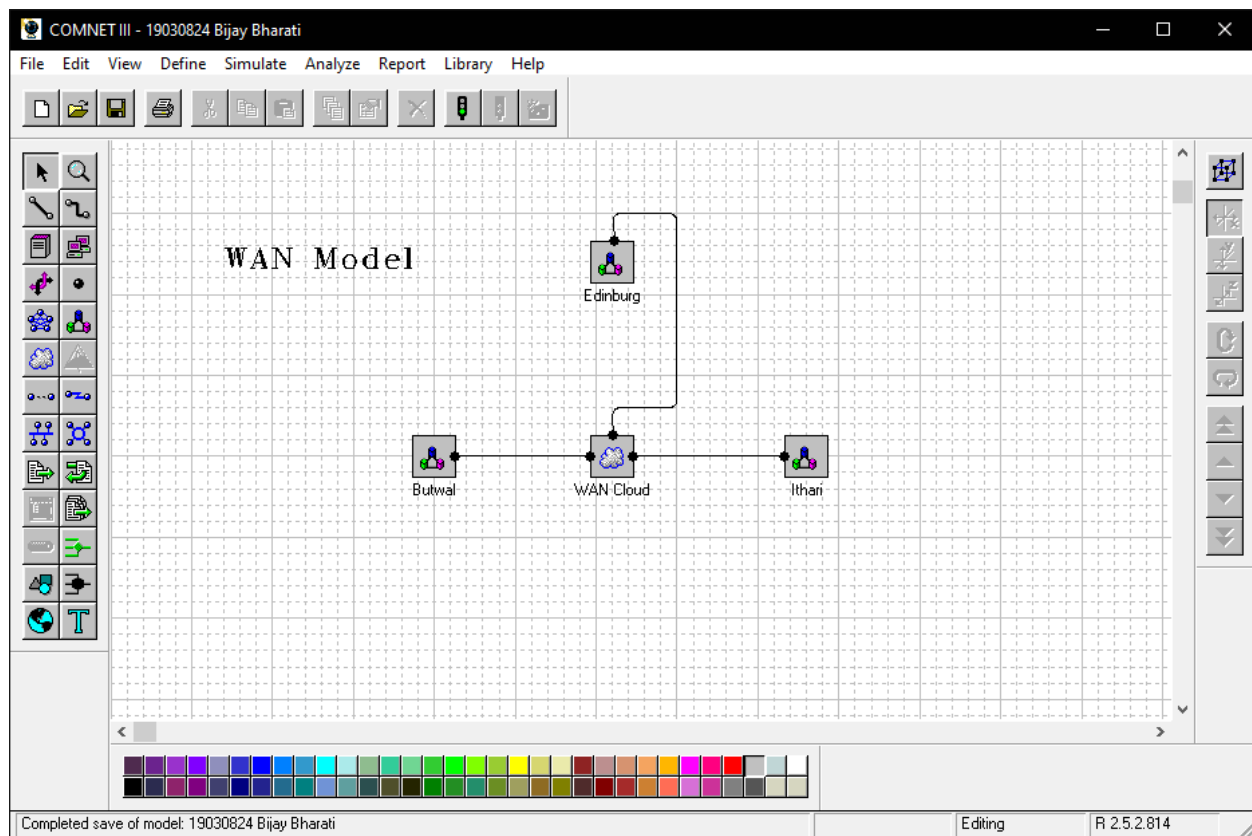 COMNET III - 19030824 Bijay Bharati
File Edit View Define Simulate Analyze Report Library Help
WAN Model
Edinburg
Butwal
WAN Cloud
Ithari
T
Completed save of model: 19030824 Bijay Bharati
Editing
R 2.5.2.814